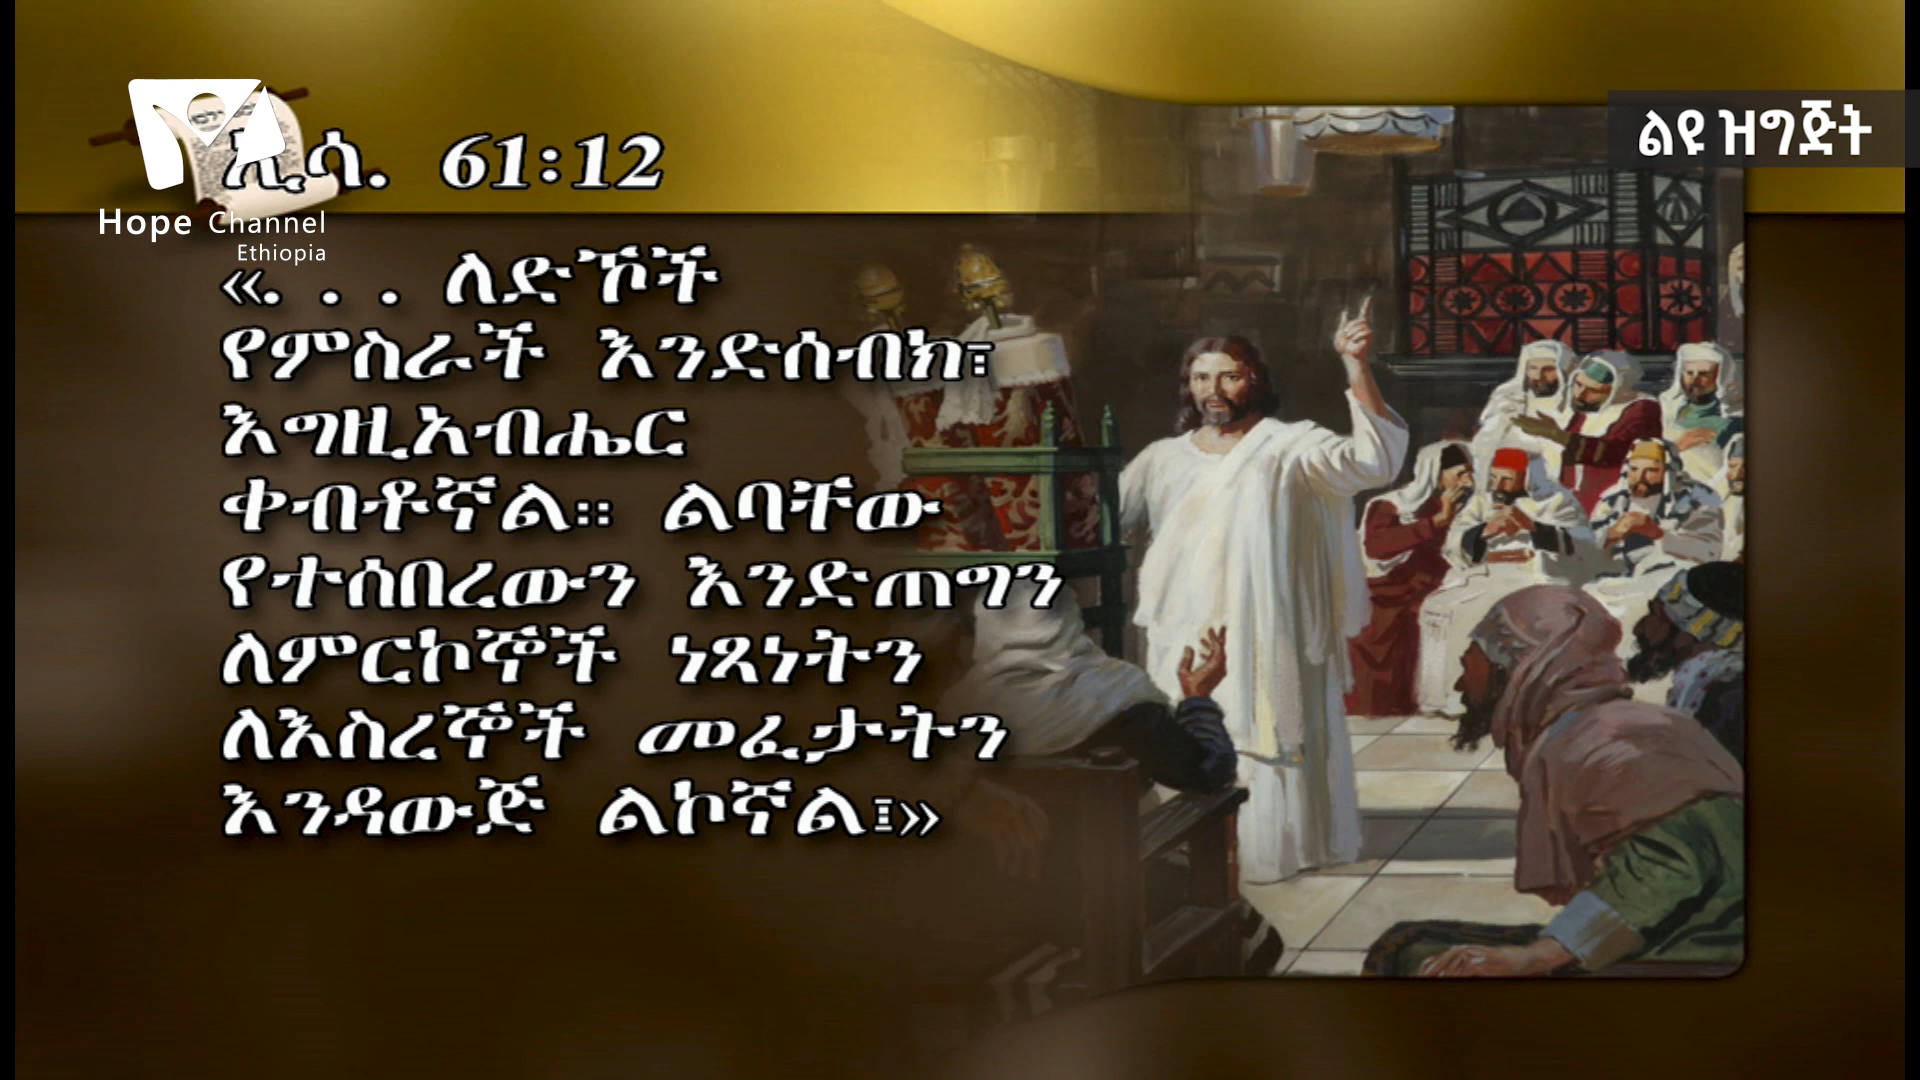 ልዩ ዝግጅት
Hope Channel
Ethiopia
ኢሳ. 61:12
«. . . ለድኾች
የምስራች እንድሰብክ፣
እግዚአብሔር
ቀብቶኛል። ልባቸው
የተሰበረውን እንድጠግን
ለምርኮኞች ነጻነትን
ለእስረኞች መፈታትን
እንዳውጅ ልኮኛል፤»